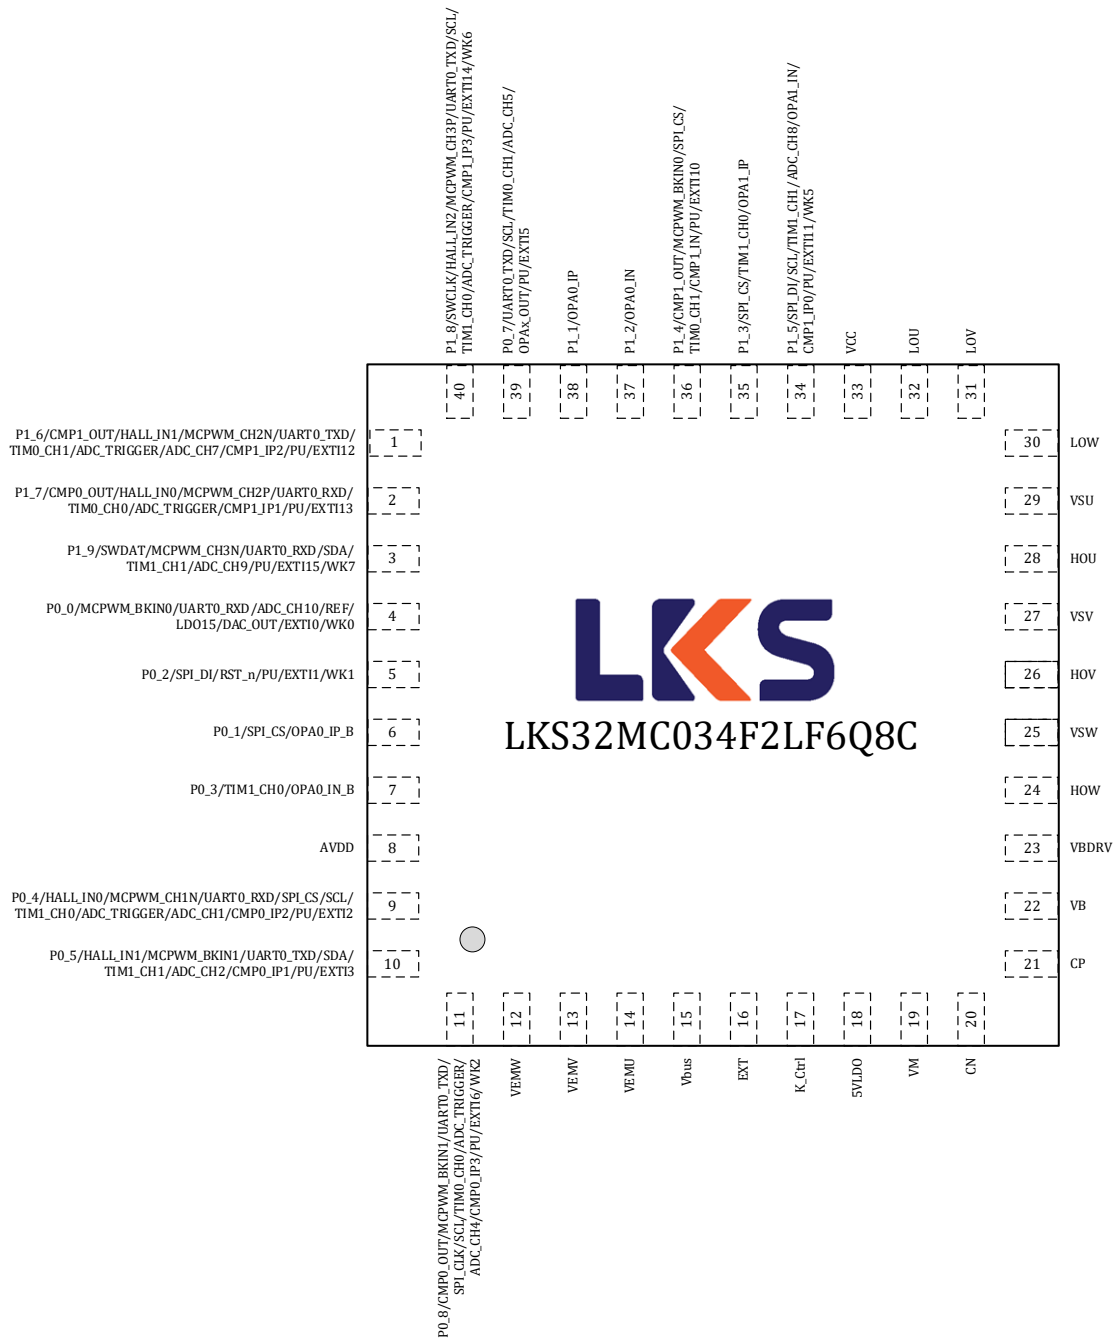 P1_8/SWCLK/HALL_IN2/MCPWM_CH3P/UART0_TXD/SCL/
TIM1_CH0/ADC_TRIGGER/CMP1_IP3/PU/EXTI14/WK6
P0_7/UART0_TXD/SCL/TIM0_CH1/ADC_CH5/
OPAx_OUT/PU/EXTI5
P1_1/OPA0_IP
P1_2/OPA0_IN
P1_4/CMP1_OUT/MCPWM_BKIN0/SPI_CS/
TIM0_CH1/CMP1_IN/PU/EXTI10
P1_3/SPI_CS/TIM1_CH0/OPA1_IP
P1_5/SPI_DI/SCL/TIM1_CH1/ADC_CH8/OPA1_IN/
CMP1_IP0/PU/EXTI11/WK5
VCC
LOU
LOV
40
39
38
37
36
35
34
33
32
31
P1_6/CMP1_OUT/HALL_IN1/MCPWM_CH2N/UART0_TXD/
TIM0_CH1/ADC_TRIGGER/ADC_CH7/CMP1_IP2/PU/EXTI12
1
30
LOW
P1_7/CMP0_OUT/HALL_IN0/MCPWM_CH2P/UART0_RXD/
TIM0_CH0/ADC_TRIGGER/CMP1_IP1/PU/EXTI13
2
29
VSU
P1_9/SWDAT/MCPWM_CH3N/UART0_RXD/SDA/
TIM1_CH1/ADC_CH9/PU/EXTI15/WK7
3
28
HOU
P0_0/MCPWM_BKIN0/UART0_RXD/ADC_CH10/REF/
LDO15/DAC_OUT/EXTI0/WK0
4
27
VSV
P0_2/SPI_DI/RST_n/PU/EXTI1/WK1
5
26
HOV
LKS
P0_1/SPI_CS/OPA0_IP_B
6
LKS32MC034F2LF6Q8C
25
VSW
P0_3/TIM1_CH0/OPA0_IN_B
7
24
HOW
AVDD
8
23
VBDRV
P0_4/HALL_IN0/MCPWM_CH1N/UART0_RXD/SPI_CS/SCL/
TIM1_CH0/ADC_TRIGGER/ADC_CH1/CMP0_IP2/PU/EXTI2
9
22
VB
P0_5/HALL_IN1/MCPWM_BKIN1/UART0_TXD/SDA/
TIM1_CH1/ADC_CH2/CMP0_IP1/PU/EXTI3
10
21
CP
11
12
13
14
15
16
17
18
19
20
P0_8/CMP0_OUT/MCPWM_BKIN1/UART0_TXD/
SPI_CLK/SCL/TIM0_CH0/ADC_TRIGGER/
ADC_CH4/CMP0_IP3/PU/EXTI6/WK2
VEMW
VEMV
VEMU
Vbus
EXT
K_Ctrl
5VLDO
VM
CN